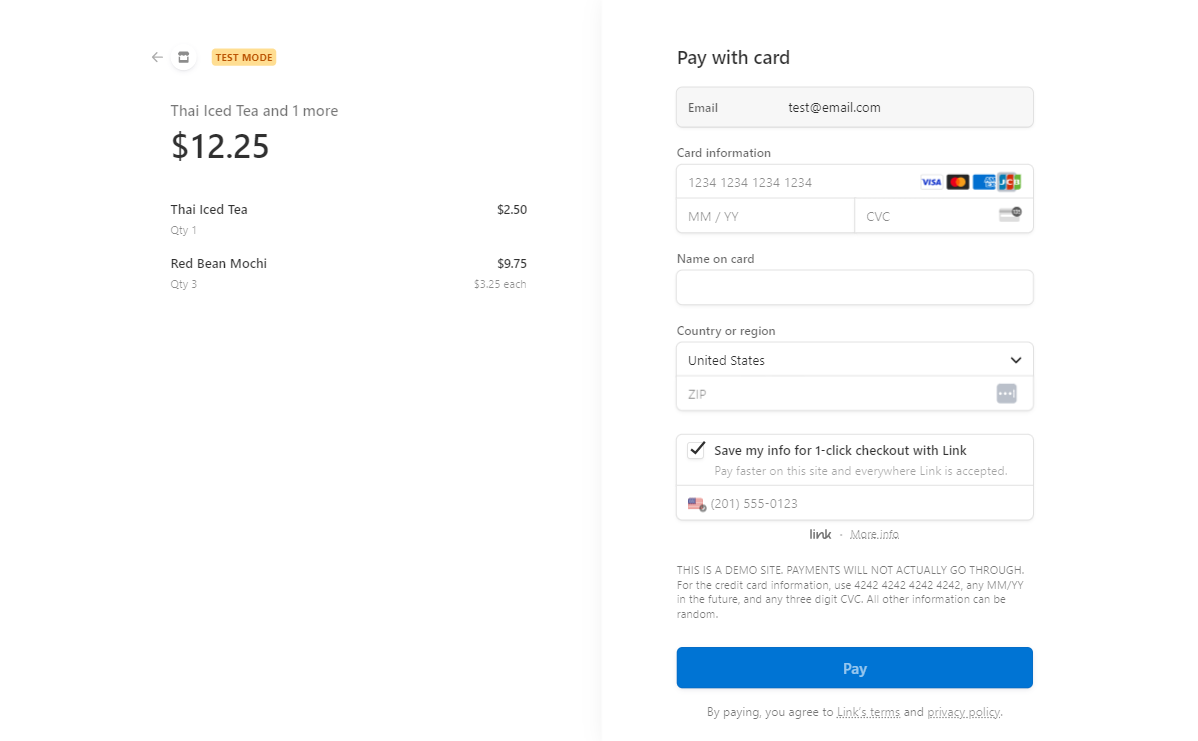 TEST MODE
Thai Iced Tea and 1 more
$12.25
Thai Iced Tea $2.50
Qty 1
Red Bean Mochi $9.75
Qty 3 $3.25 each
Pay with card
Email test@email.com
Card information
1234 1234 1234 1234 VISA JCB
MM / YY CVC
Name on card
Country or region
United States
ZIP
Save my info for 1-click checkout with Link
Pay faster on this site and everywhere Link is accepted.
(201) 555-0123
link · More info
THIS IS A DEMO SITE. PAYMENTS WILL NOT ACTUALLY GO THROUGH.
For the credit card information, use 4242 4242 4242 4242, any MM/YY
in the future, and any three digit CVC. All other information can be
random.
Pay
By paying, you agree to Link's terms and privacy policy.